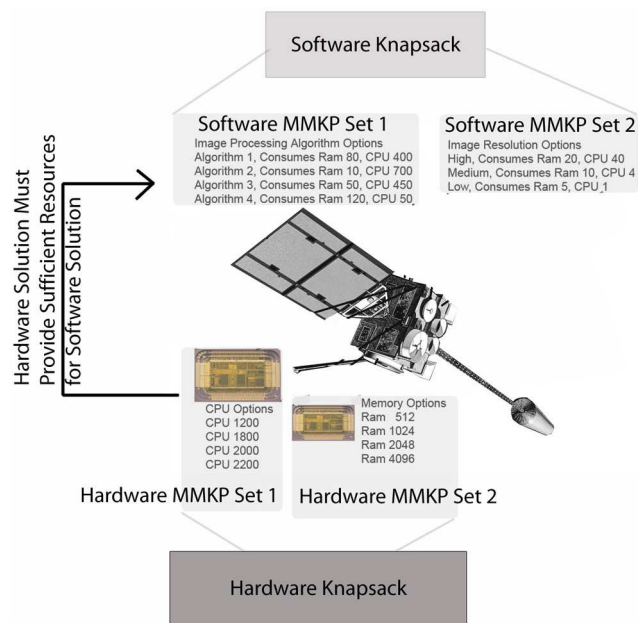 Software Knapsack
Software MMKP Set 1
Image Processing Algorithm Options
Algorithm 1, Consumes Ram 80, CPU 400
Algorithm 2, Consumes Ram 10, CPU 700
Algorithm 3, Consumes Ram 50, CPU 450
Algorithm 4, Consumes Ram 120, CPU 50
Software MMKP Set 2
Image Resolution Options
High, Consumes Ram 20, CPU 40
Medium, Consumes Ram 10, CPU 4
Low, Consumes Ram 5, CPU 1
Hardware Solution Must
Provide Sufficient Resources
for Software Solution
CPU Options
CPU 1200
CPU 1800
CPU 2000
CPU 2200
Hardware MMKP Set 1
Memory Options
Ram 512
Ram 1024
Ram 2048
Ram 4096
Hardware MMKP Set 2
Hardware Knapsack